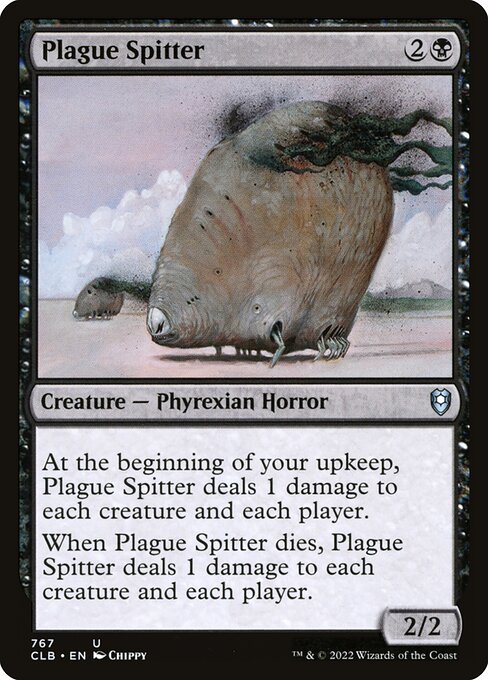 Plague Spitter 2
Creature — Phyrexian Horror
At the beginning of your upkeep,
Plague Spitter deals 1 damage to
each creature and each player.
When Plague Spitter dies, Plague
Spitter deals 1 damage to each
creature and each player.
2/2
767 U
CLB • EN Chippy
™ & © 2022 Wizards of the Coast